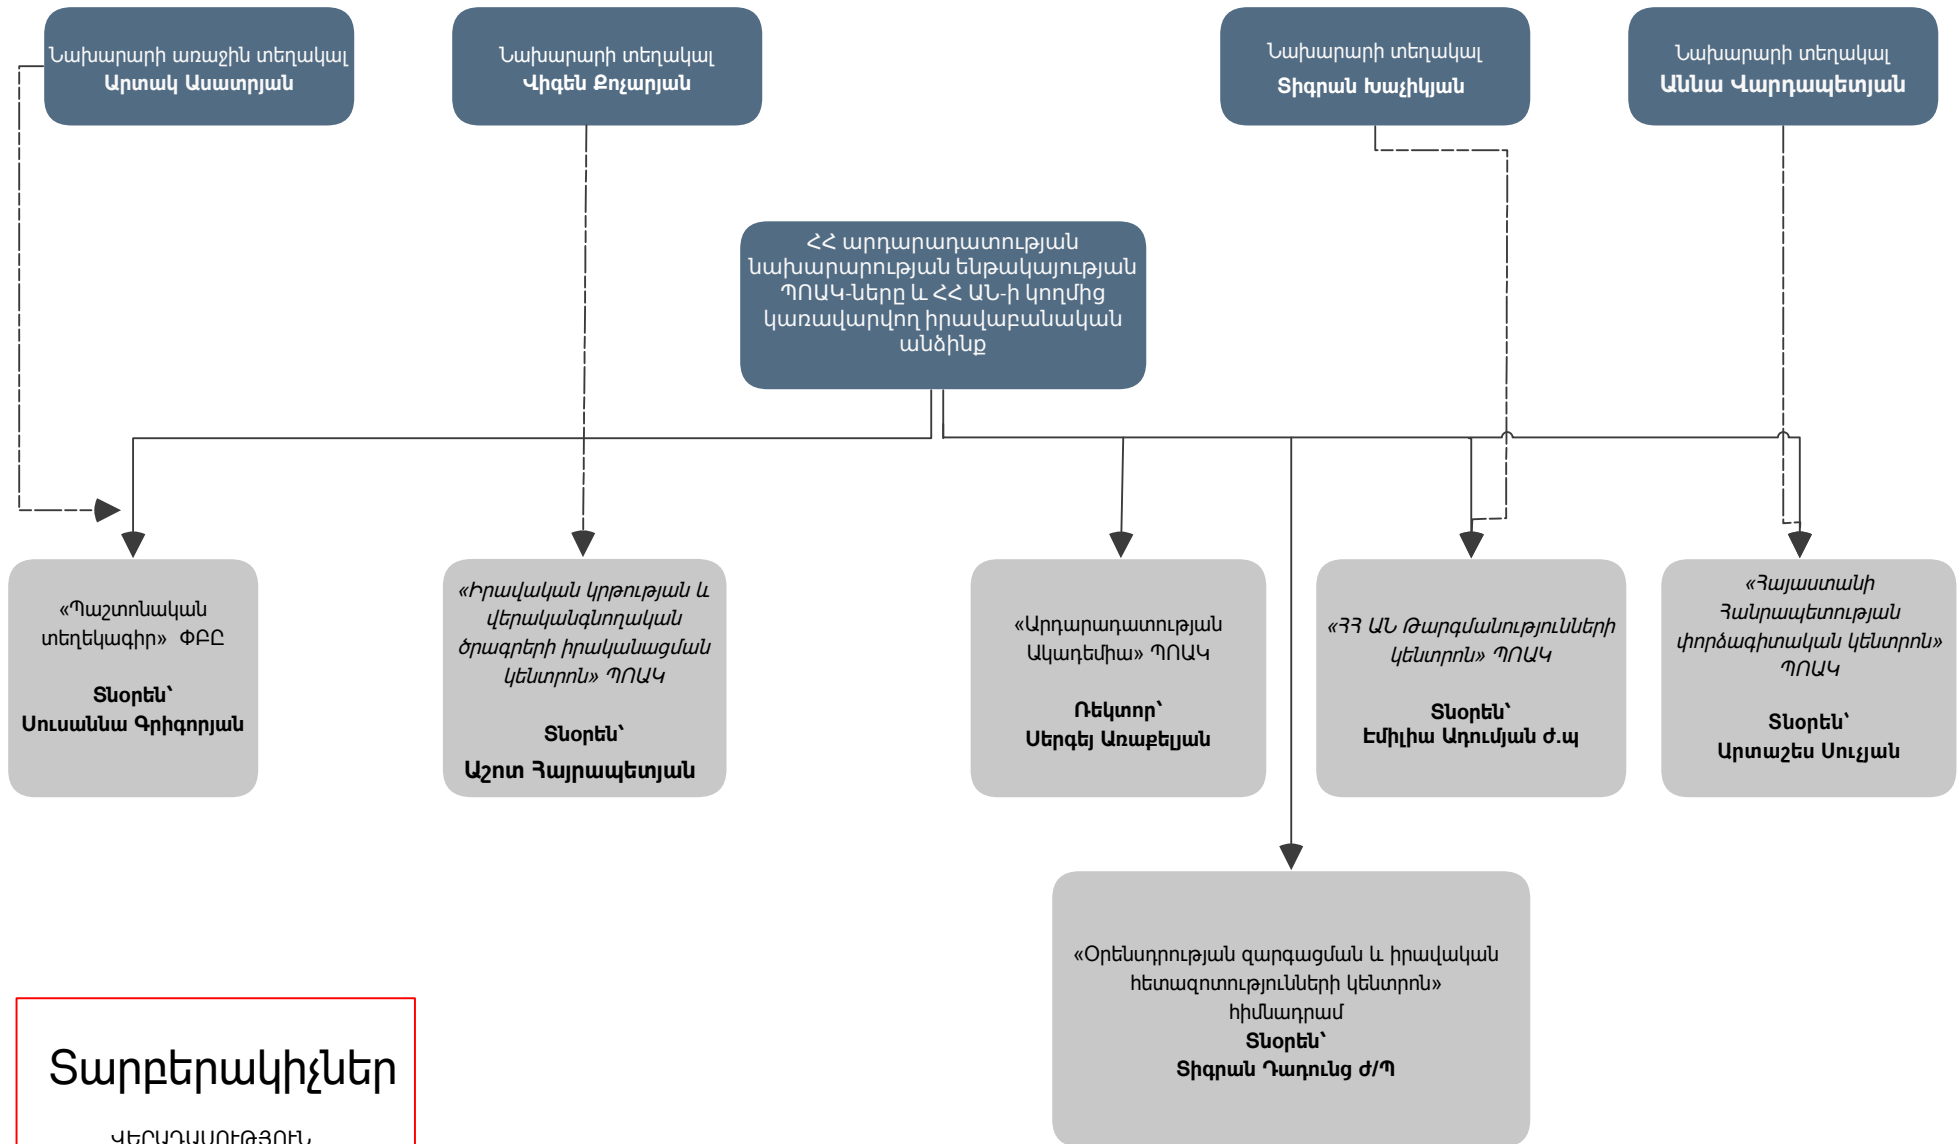 Նախարարի առաջին տեղակալ
Արտակ Ասատրյան
Նախարարի տեղակալ
Վիգեն Քոչարյան
Նախարարի տեղակալ
Տիգրան Խաչիկյան
Նախարարի տեղակալ
Աննա Վարդապետյան
ՀՀ արդարադատության
նախարարության ենթակայության
ՊՈԱԿ-ները և ՀՀ ԱՆ-ի կողմից
կառավարվող իրավաբանական
անձինք
«Պաշտոնական
տեղեկագիր» ՓԲԸ
Տնօրեն՝
Սուսաննա Գրիգորյան
«Իրավական կրթության և
վերականգնողական
ծրագրերի իրականացման
կենտրոն» ՊՈԱԿ
Տնօրեն՝
Աշոտ Հայրապետյան
«Արդարադատության
Ակադեմիա» ՊՈԱԿ
Ռեկտոր՝
Սերգեյ Առաքելյան
«ՀՀ ԱՆ Թարգմանությունների
կենտրոն» ՊՈԱԿ
Տնօրեն՝
Էմիլիա Ադումյան ժ.պ
«Հայաստանի
Հանրապետության
փորձագիտական կենտրոն»
ՊՈԱԿ
Տնօրեն՝
Արտաշես Սուչյան
«Օրենսդրության զարգացման և իրավական
հետազոտությունների կենտրոն»
հիմնադրամ
Տնօրեն՝
Տիգրան Դադունց ժ/Պ
Տարբերակիչներ
ՎԵՐԱԴԱՍՈՒԹՅՈՒՆ